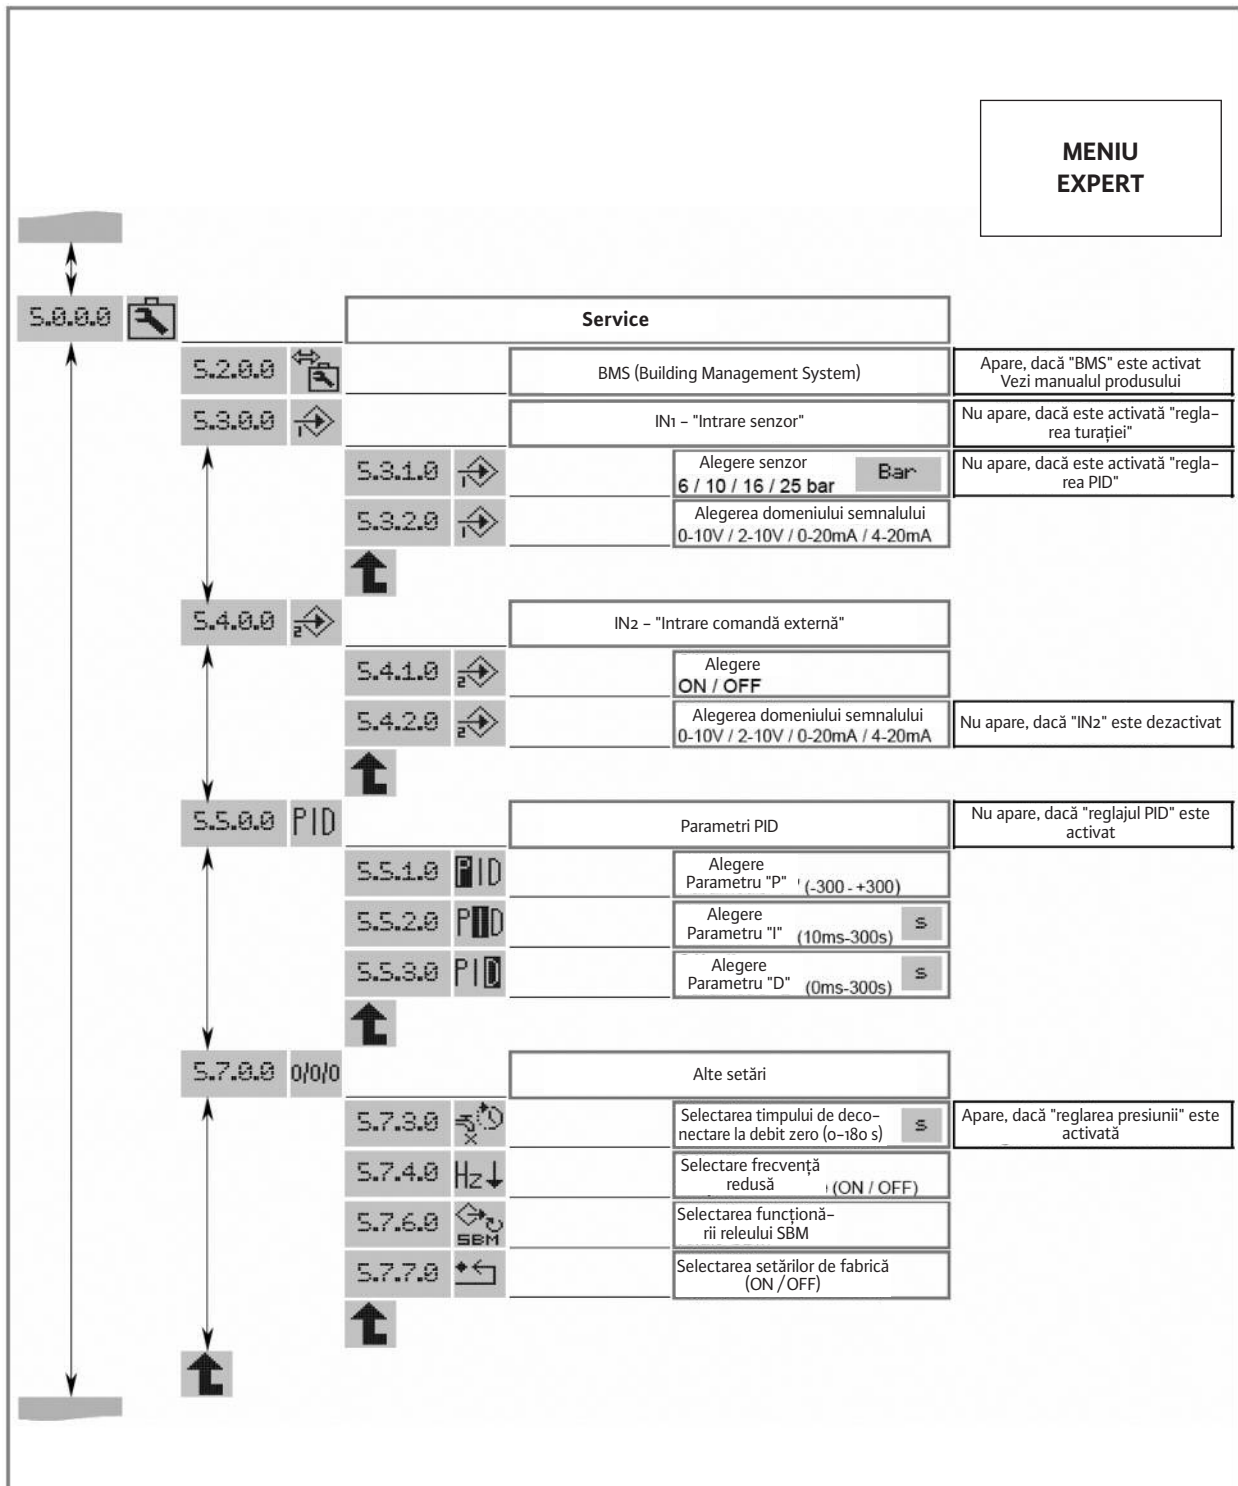 MENIU
EXPERT
5.0.0.0
Service
5.2.0.0
BMS (Building Management System)
Apare, dacă "BMS" este activat
Vezi manualul produsului
5.3.0.0
1
IN1 – "Intrare senzor"
Nu apare, dacă este activată "regla-
rea turației"
5.3.1.0
1
Alegere senzor
6 / 10 / 16 / 25 bar
Bar
Nu apare, dacă este activată "regla-
rea PID"
5.3.2.0
1
Alegerea domeniului semnalului
0-10V / 2-10V / 0-20mA / 4-20mA
5.4.0.0
2
IN2 – "Intrare comandă externă"
5.4.1.0
2
Alegere
ON / OFF
5.4.2.0
2
Alegerea domeniului semnalului
0-10V / 2-10V / 0-20mA / 4-20mA
Nu apare, dacă "IN2" este dezactivat
5.5.0.0 PID
Parametri PID
Nu apare, dacă "reglajul PID" este
activat
5.5.1.0 PID
Alegere
Parametru "P" (-300 - +300)
5.5.2.0 PID
Alegere
Parametru "I" (10ms-300s)
s
5.5.3.0 PID
Alegere
Parametru "D" (0ms-300s)
s
5.7.0.0 0/0/0
Alte setări
5.7.3.0
Selectarea timpului de deco-
nectare la debit zero (0-180 s)
s
Apare, dacă "reglarea presiunii" este
activată
5.7.4.0 Hz
Selectare frecvență
redusă (ON / OFF)
5.7.6.0 SBM
Selectarea funcționă-
rii releului SBM
5.7.7.0
Selectarea setărilor de fabrică
(ON / OFF)